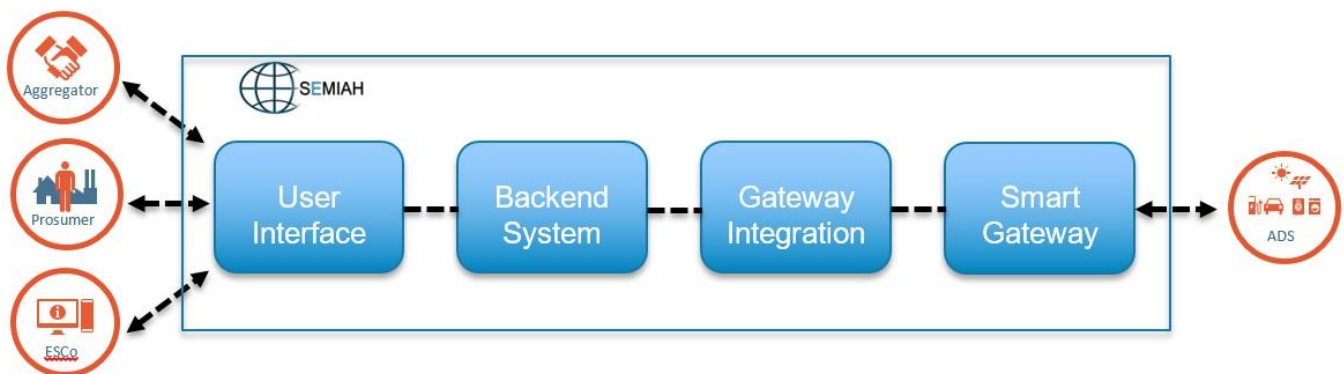 Aggregator
SEMIAH
Prosumer
User
Interface
Backend
System
Gateway
Integration
Smart
Gateway
ADS
ESCo